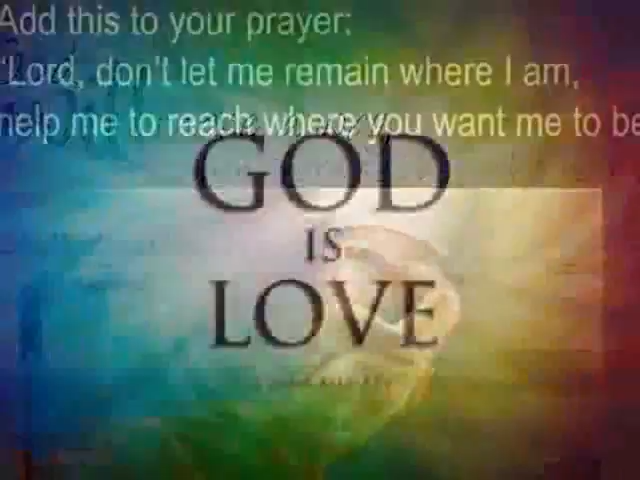 Add this to your prayer:
"Lord, don't let me remain where I am,
help me to reach where you want me to be
GOD
IS
LOVE